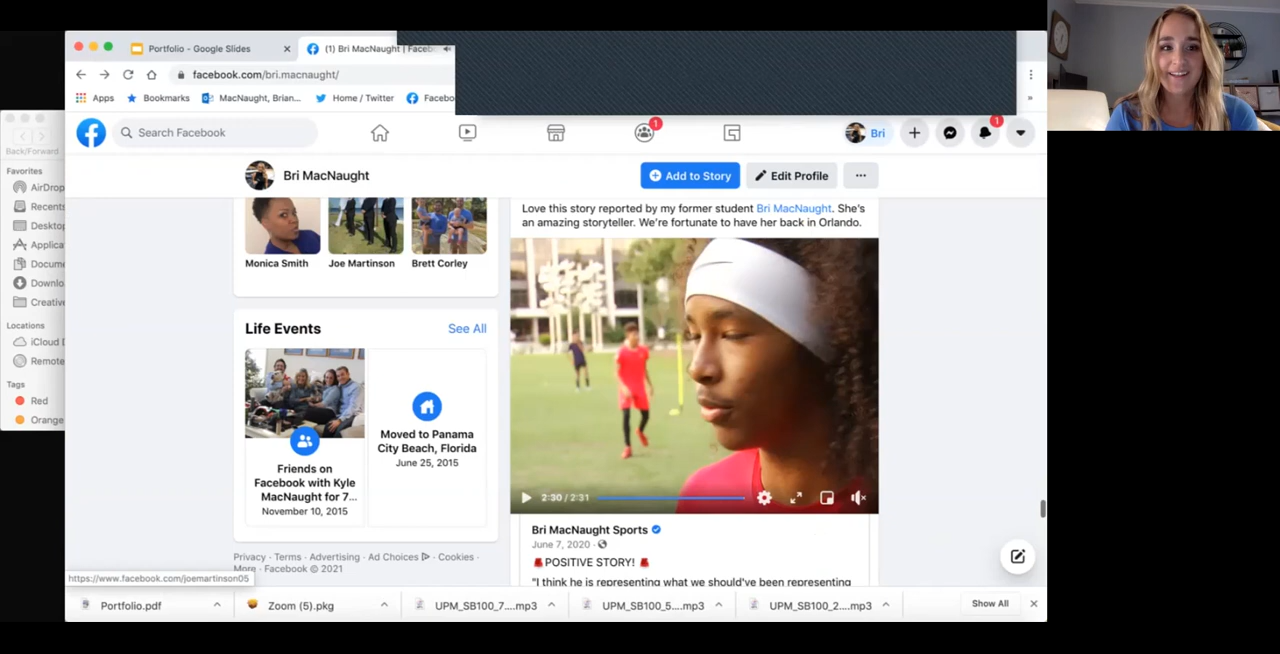 Portfolio - Google Slides
(1) Bri MacNaught | Faceb
facebook.com/bri.macnaught/
Apps
Bookmarks
MacNaught, Brian...
Home / Twitter
Facebo
Search Facebook
1
Bri
1
Back/Forward
Favorites
AirDrop
Recents
Desktop
Applica
Docume
Downlo
Creative
Locations
iCloud D
Remote
Tags
Red
Orange
Bri MacNaught
Add to Story
Edit Profile
Monica Smith
Joe Martinson
Brett Corley
Life Events
See All
Friends on
Facebook with Kyle
MacNaught for 7...
November 10, 2015
Moved to Panama
City Beach, Florida
June 25, 2015
Privacy · Terms · Advertising · Ad Choices · Cookies ·
More · Facebook © 2021
https://www.facebook.com/joemartinson05
Love this story reported by my former student Bri MacNaught. She's
an amazing storyteller. We're fortunate to have her back in Orlando.
2:30 / 2:31
Bri MacNaught Sports
June 7, 2020 ·
POSITIVE STORY!
"I think he is representing what we should've been representing
Portfolio.pdf
Zoom (5).pkg
UPM_SB100_7....mp3
UPM_SB100_5....mp3
UPM_SB100_2....mp3
Show All